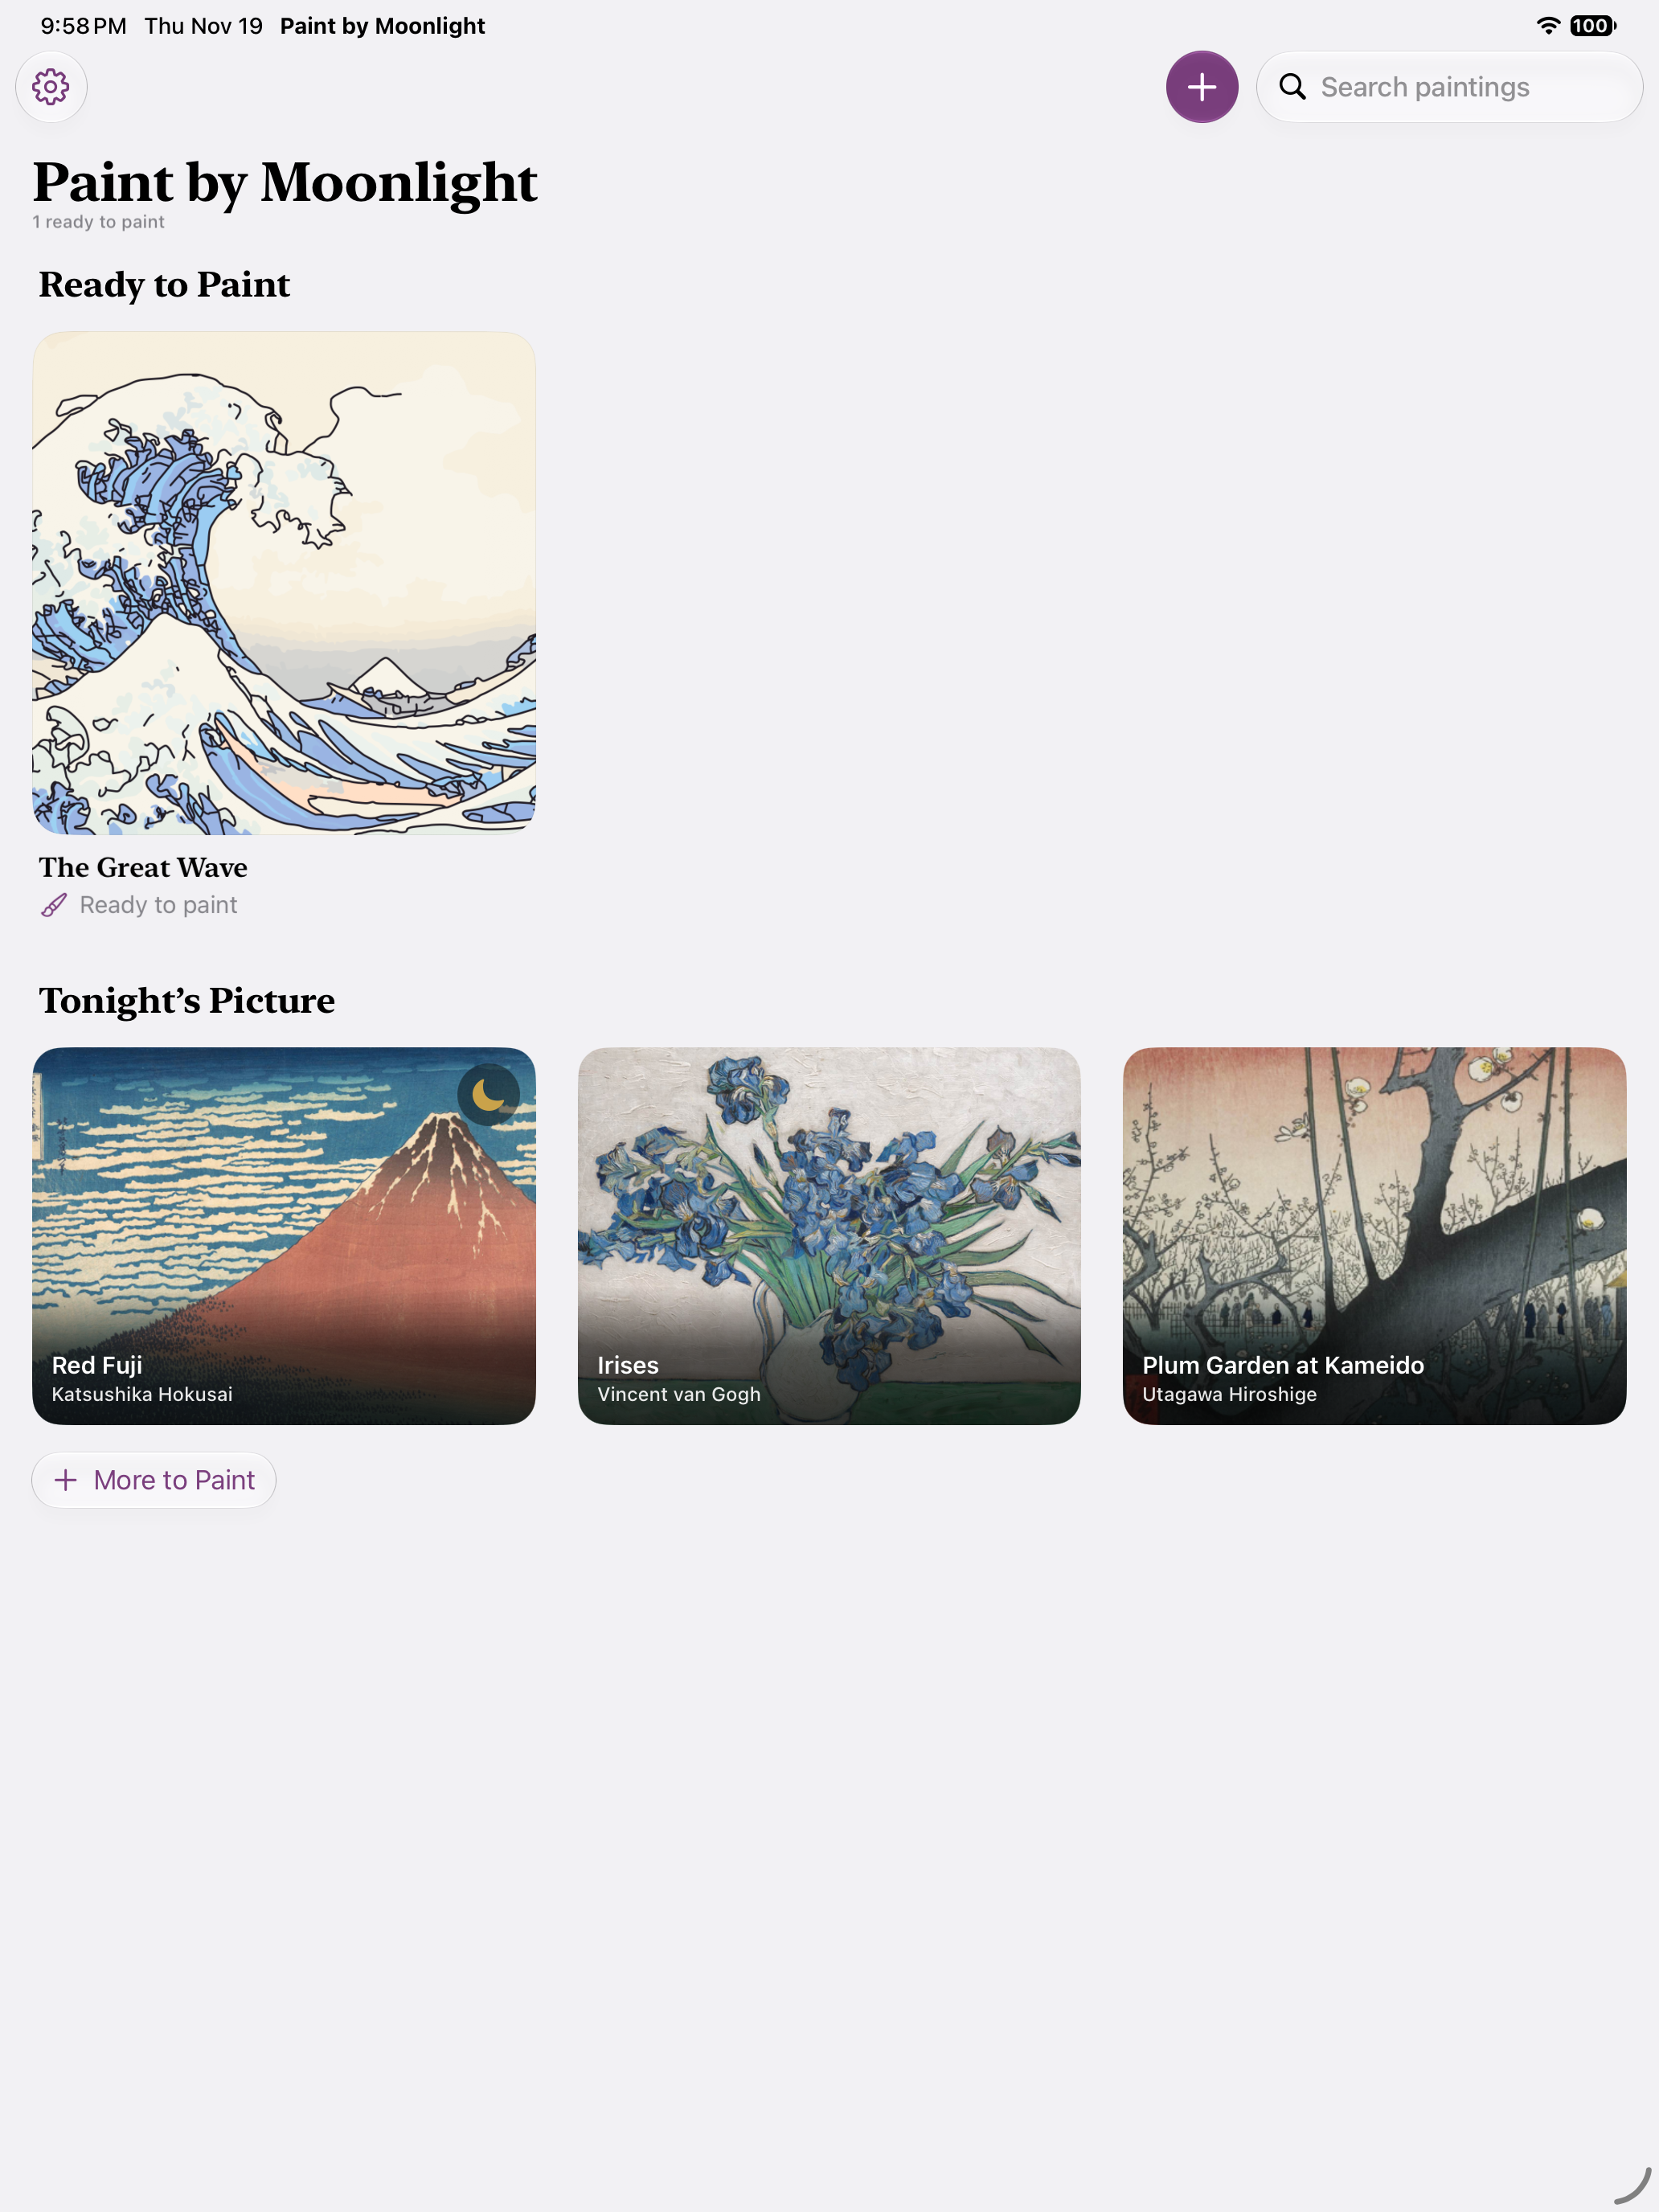 9:58 PM Thu Nov 19 Paint by Moonlight
100
Search paintings
Paint by Moonlight
1 ready to paint
Ready to Paint
The Great Wave
Ready to paint
Tonight’s Picture
Red Fuji
Katsushika Hokusai
Irises
Vincent van Gogh
Plum Garden at Kameido
Utagawa Hiroshige
More to Paint